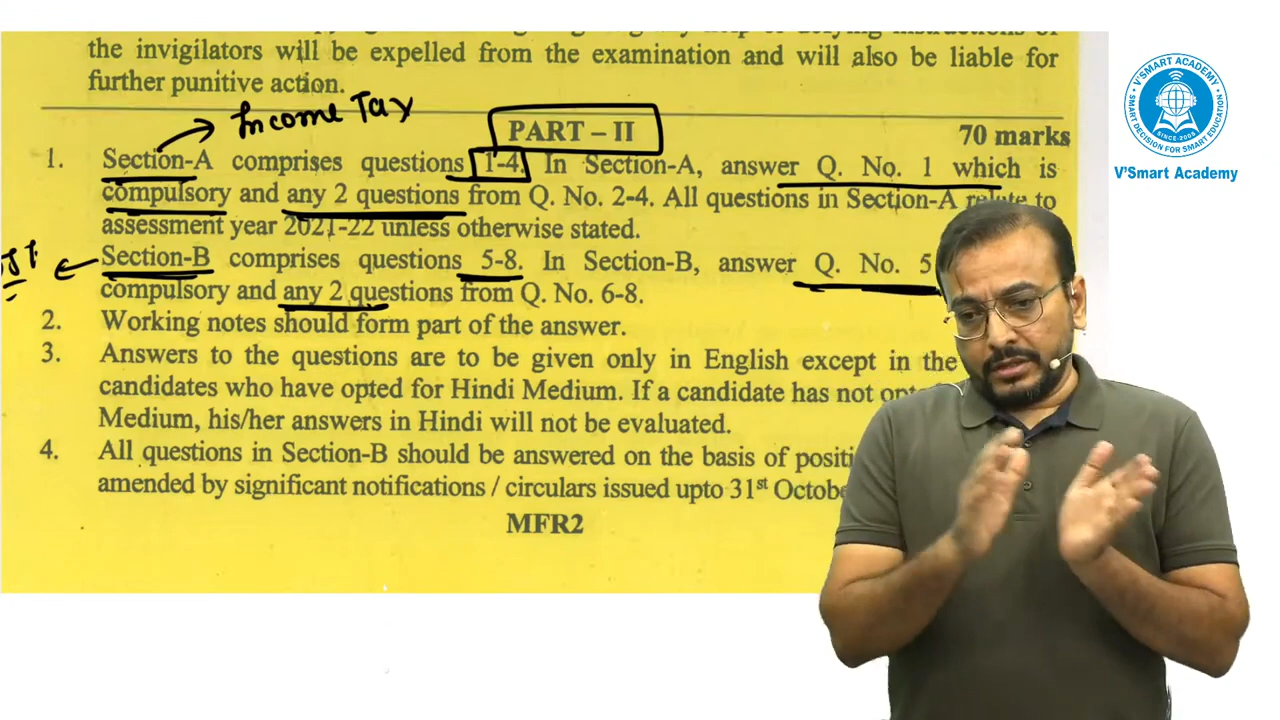 the invigilators will be expelled from the examination and will also be liable for
further punitive action.
Income Tax
PART – II
70 marks
1. Section-A comprises questions 1-4. In Section-A, answer Q. No. 1 which is
compulsory and any 2 questions from Q. No. 2-4. All questions in Section-A relate to
assessment year 2021-22 unless otherwise stated.
Section-B comprises questions 5-8. In Section-B, answer Q. No. 5
compulsory and any 2 questions from Q. No. 6-8.
2. Working notes should form part of the answer.
3. Answers to the questions are to be given only in English except in the
candidates who have opted for Hindi Medium. If a candidate has not
Medium, his/her answers in Hindi will not be evaluated.
4. All questions in Section-B should be answered on the basis of
amended by significant notifications / circulars issued upto 31st
MFR2
V'SMART ACADEMY
SINCE-2008
SMART DECISION FOR SMART EDUCATION
V'Smart Academy